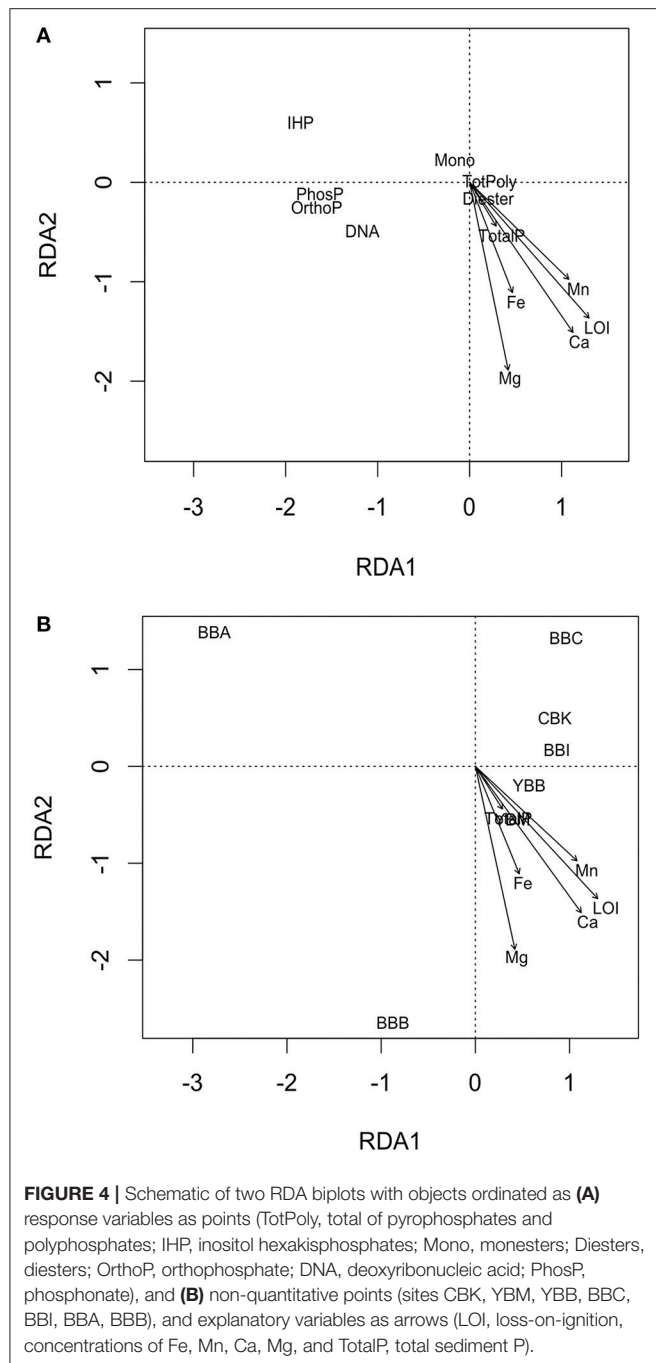 A
1
0
-1
-2
RDA2
IHP
Mono
TotPoly
PhosP
Diester
OrthoP
DNA
TotalP
Mn
Fe
LOI
Ca
Mg
-3 -2 -1 0 1
RDA1
B
1
0
-1
-2
RDA2
BBA
BBC
CBK
BBI
YBB
TotalP
Mn
Fe
LOI
Ca
Mg
BBB
-3 -2 -1 0 1
RDA1
FIGURE 4 | Schematic of two RDA biplots with objects ordinated as (A)
response variables as points (TotPoly, total of pyrophosphates and
polyphosphates; IHP, inositol hexakisphosphates; Mono, monesters; Diesters,
diesters; OrthoP, orthophosphate; DNA, deoxyribonucleic acid; PhosP,
phosphonate), and (B) non-quantitative points (sites CBK, YBM, YBB, BBC,
BBI, BBA, BBB), and explanatory variables as arrows (LOI, loss-on-ignition,
concentrations of Fe, Mn, Ca, Mg, and TotalP, total sediment P).